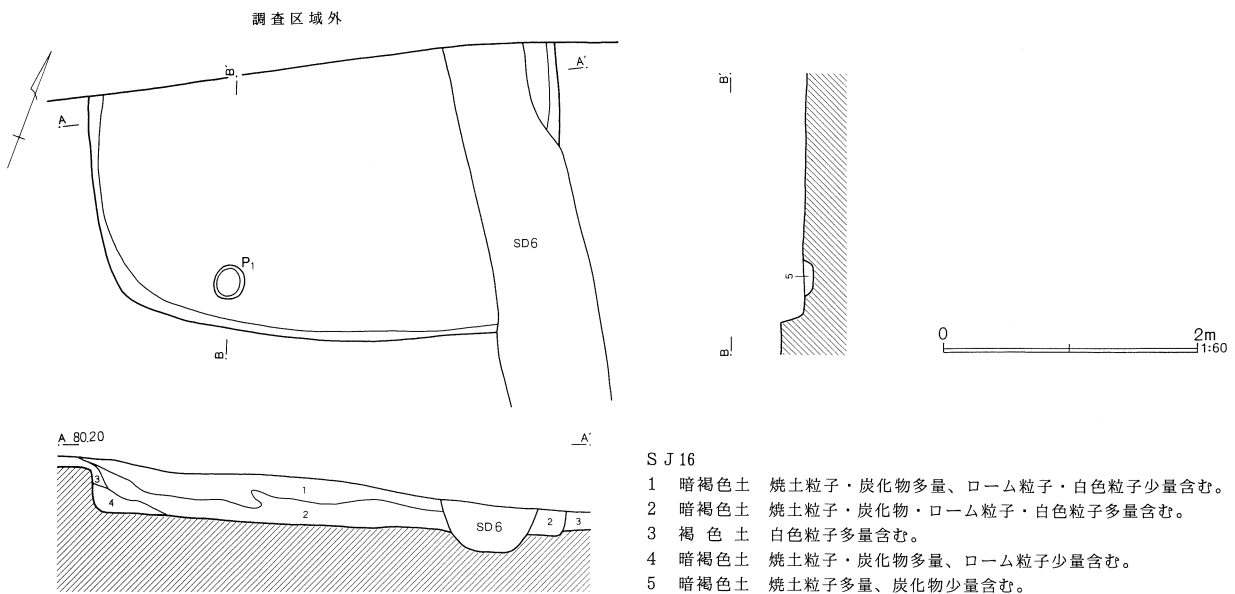 調査区域外
B'
A'
A
SD6
P1
B
B'
5
B
0 2m
1:60
A 80.20 A'
1
3
4
2
SD6
2
3
SJ16
1 暗褐色土 焼土粒子・炭化物多量、ローム粒子・白色粒子少量含む。
2 暗褐色土 焼土粒子・炭化物・ローム粒子・白色粒子多量含む。
3 褐色土 白色粒子多量含む。
4 暗褐色土 焼土粒子・炭化物多量、ローム粒子少量含む。
5 暗褐色土 焼土粒子多量、炭化物少量含む。